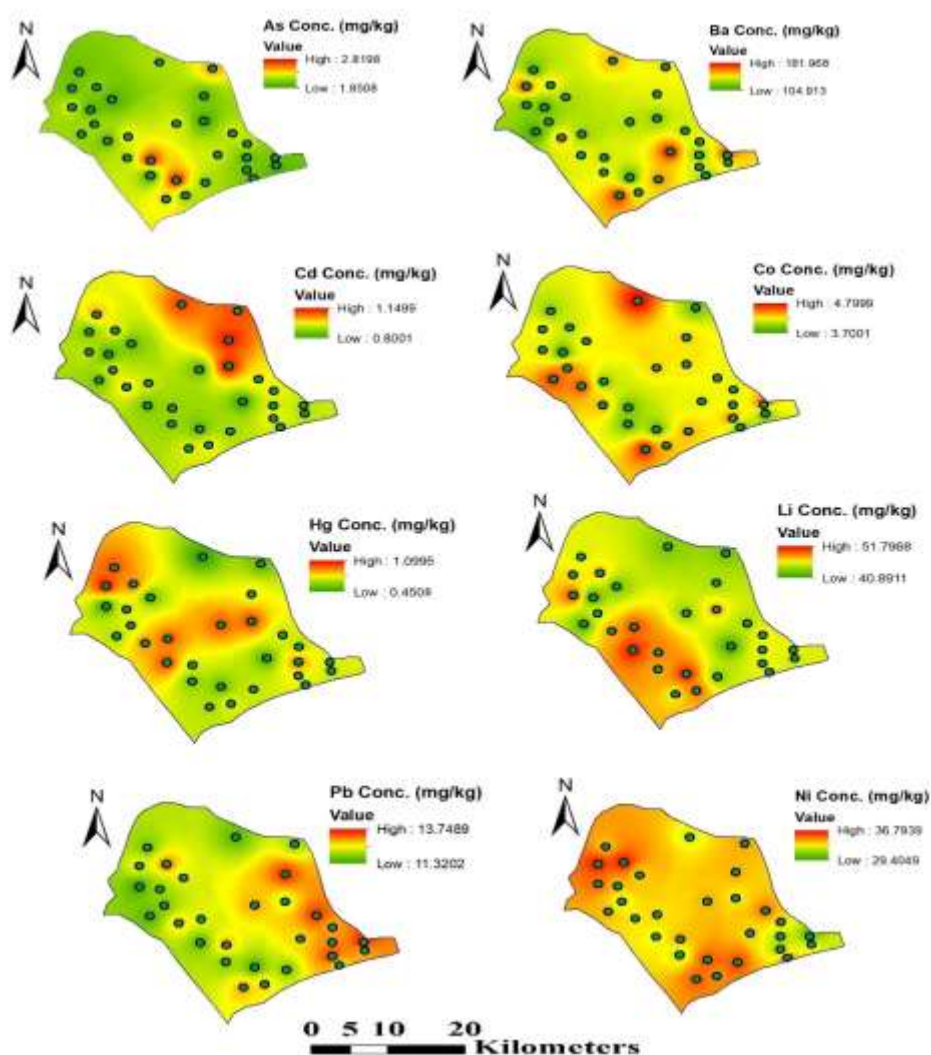 N
As Conc. (mg/kg)
Value
High : 2.8198
Low : 1.8508
N
Ba Conc. (mg/kg)
Value
High : 181.968
Low : 104.913
N
Cd Conc. (mg/kg)
Value
High : 1.1499
Low : 0.8001
N
Co Conc. (mg/kg)
Value
High : 4.7999
Low : 3.7001
N
Hg Conc. (mg/kg)
Value
High : 1.0995
Low : 0.4508
N
Li Conc. (mg/kg)
Value
High : 51.7968
Low : 40.8911
N
Pb Conc. (mg/kg)
Value
High : 13.7489
Low : 11.3202
N
Ni Conc. (mg/kg)
Value
High : 36.7939
Low : 29.4049
0 5 10 20
Kilometers